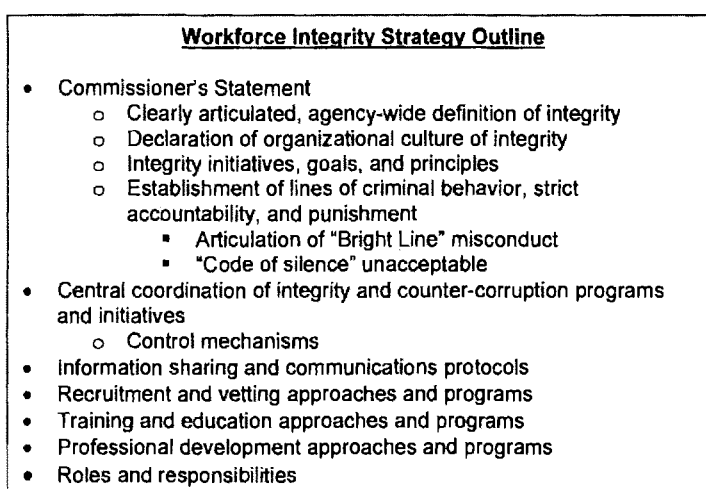 Workforce Integrity Strategy Outline
• Commissioner's Statement
o Clearly articulated, agency-wide definition of integrity
o Declaration of organizational culture of integrity
o Integrity initiatives, goals, and principles
o Establishment of lines of criminal behavior, strict
accountability, and punishment
▪ Articulation of "Bright Line" misconduct
▪ "Code of silence" unacceptable
• Central coordination of integrity and counter-corruption programs
and initiatives
o Control mechanisms
• Information sharing and communications protocols
• Recruitment and vetting approaches and programs
• Training and education approaches and programs
• Professional development approaches and programs
• Roles and responsibilities